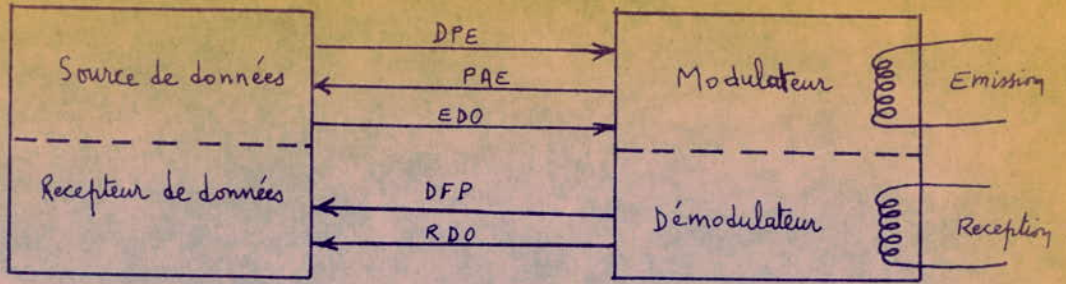 Source de données
Recepteur de données
DPE
PAE
EDO
DFP
RDO
Modulateur
Démodulateur
Emission
Reception